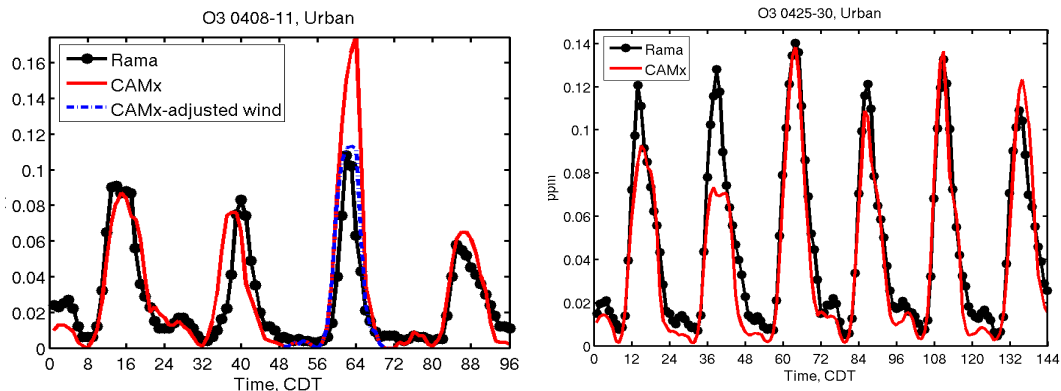 O3 0408-11, Urban
0.16
0.14
0.12
0.1
0.08
0.06
0.04
0.02
0
Rama
CAMx
CAMx-adjusted wind
0 8 16 24 32 40 48 56 64 72 80 88 96
Time, CDT
O3 0425-30, Urban
ppm
0.14
0.12
0.1
0.08
0.06
0.04
0.02
0
Rama
CAMx
0 12 24 36 48 60 72 84 96 108 120 132 144
Time, CDT